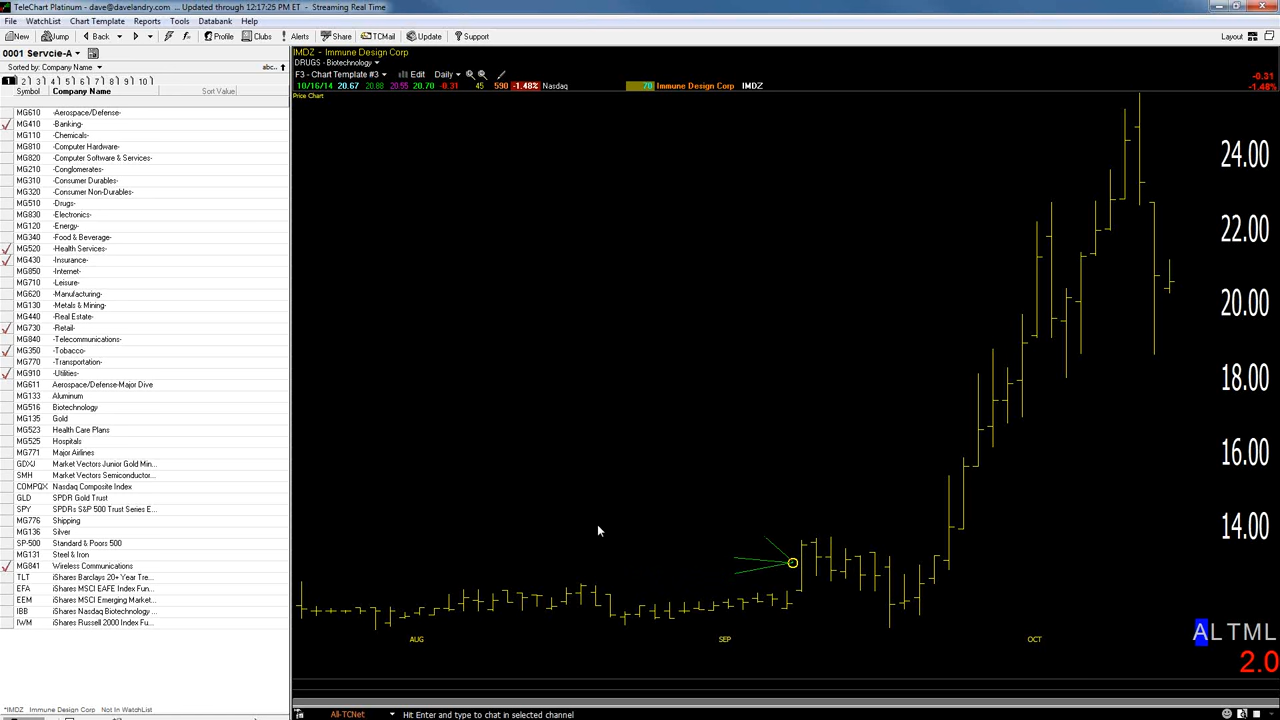 TeleChart Platinum - dave@davelandry.com ... Updated through 12:17:25 PM ET - Streaming Real Time
File WatchList Chart Template Reports Tools Databank Help
New Jump Back Profile Clubs Alerts Share TCMail Update Support Layout
0001 Servcie-A
Sorted by: Company Name abc..
1 2 3 4 5 6 7 8 9 10
Symbol Company Name Sort Value
MG610 -Aerospace/Defense-
MG410 -Banking-
MG110 -Chemicals-
MG810 -Computer Hardware-
MG820 -Computer Software & Services-
MG210 -Conglomerates-
MG310 -Consumer Durables-
MG320 -Consumer Non-Durables-
MG510 -Drugs-
MG830 -Electronics-
MG120 -Energy-
MG340 -Food & Beverage-
MG520 -Health Services-
MG430 -Insurance-
MG850 -Internet-
MG710 -Leisure-
MG620 -Manufacturing-
MG130 -Metals & Mining-
MG440 -Real Estate-
MG730 -Retail-
MG840 -Telecommunications-
MG350 -Tobacco-
MG770 -Transportation-
MG910 -Utilities-
MG611 Aerospace/Defense-Major Dive
MG133 Aluminum
MG516 Biotechnology
MG135 Gold
MG523 Health Care Plans
MG525 Hospitals
MG771 Major Airlines
GDXJ Market Vectors Junior Gold Min...
SMH Market Vectors Semiconductor...
COMPQX Nasdaq Composite Index
GLD SPDR Gold Trust
SPY SPDRs S&P 500 Trust Series E...
MG776 Shipping
MG136 Silver
SP-500 Standard & Poors 500
MG131 Steel & Iron
MG841 Wireless Communications
TLT iShares Barclays 20+ Year Tre...
EFA iShares MSCI EAFE Index Fun...
EEM iShares MSCI Emerging Market...
IBB iShares Nasdaq Biotechnology ...
IWM iShares Russell 2000 Index Fu...
*IMDZ Immune Design Corp Not In WatchList
IMDZ - Immune Design Corp
DRUGS - Biotechnology
F3 - Chart Template #3 Edit Daily
-0.31
10/16/14 20.67 20.88 20.55 20.70 -0.31 45 590 -1.48% Nasdaq 70 Immune Design Corp IMDZ
-1.48%
Price Chart
24.00
22.00
20.00
18.00
16.00
14.00
AUG SEP OCT
ALTML
2.0
All-TCNet Hit Enter and type to chat in selected channel